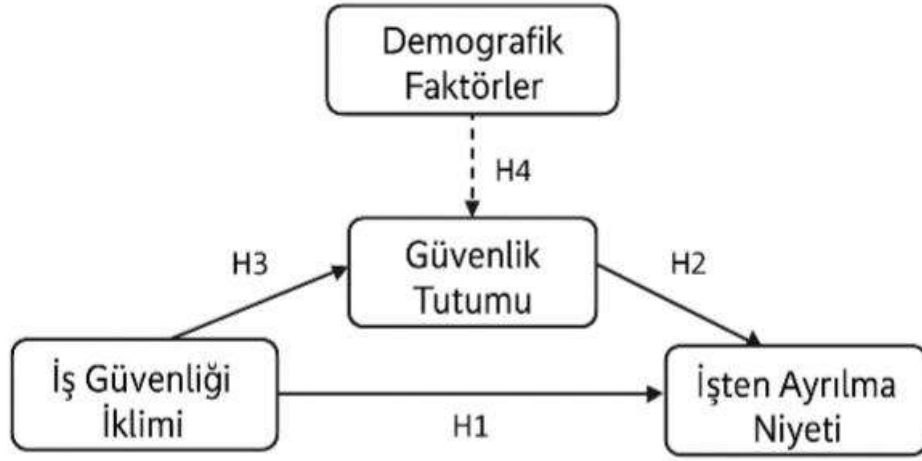 Demografik
Faktörler
H4
H3
Güvenlik
Tutumu
H2
İş Güvenliği
İklimi
H1
İşten Ayrılma
Niyeti